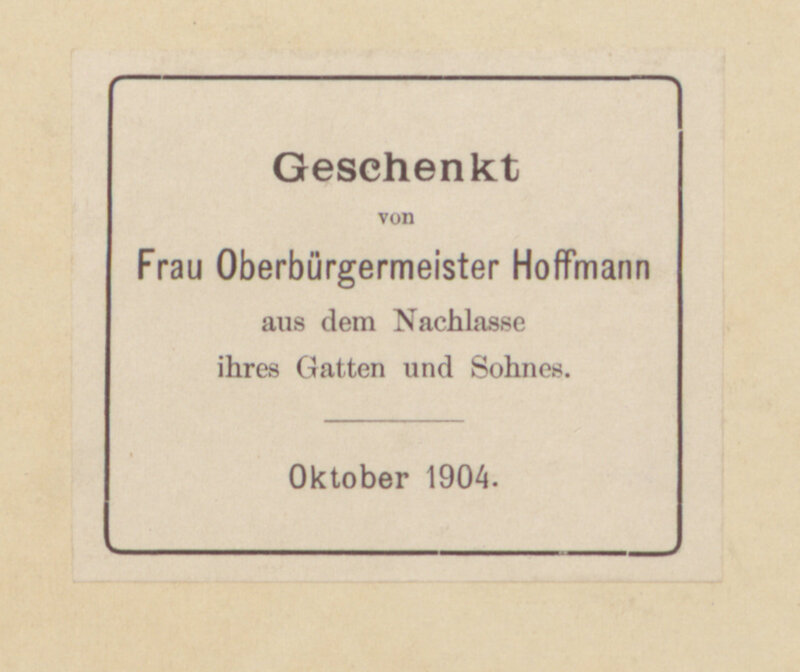 Geschenkt
von
Frau Oberbürgermeister Hoffmann
aus dem Nachlasse
ihres Gatten und Sohnes.
Oktober 1904.